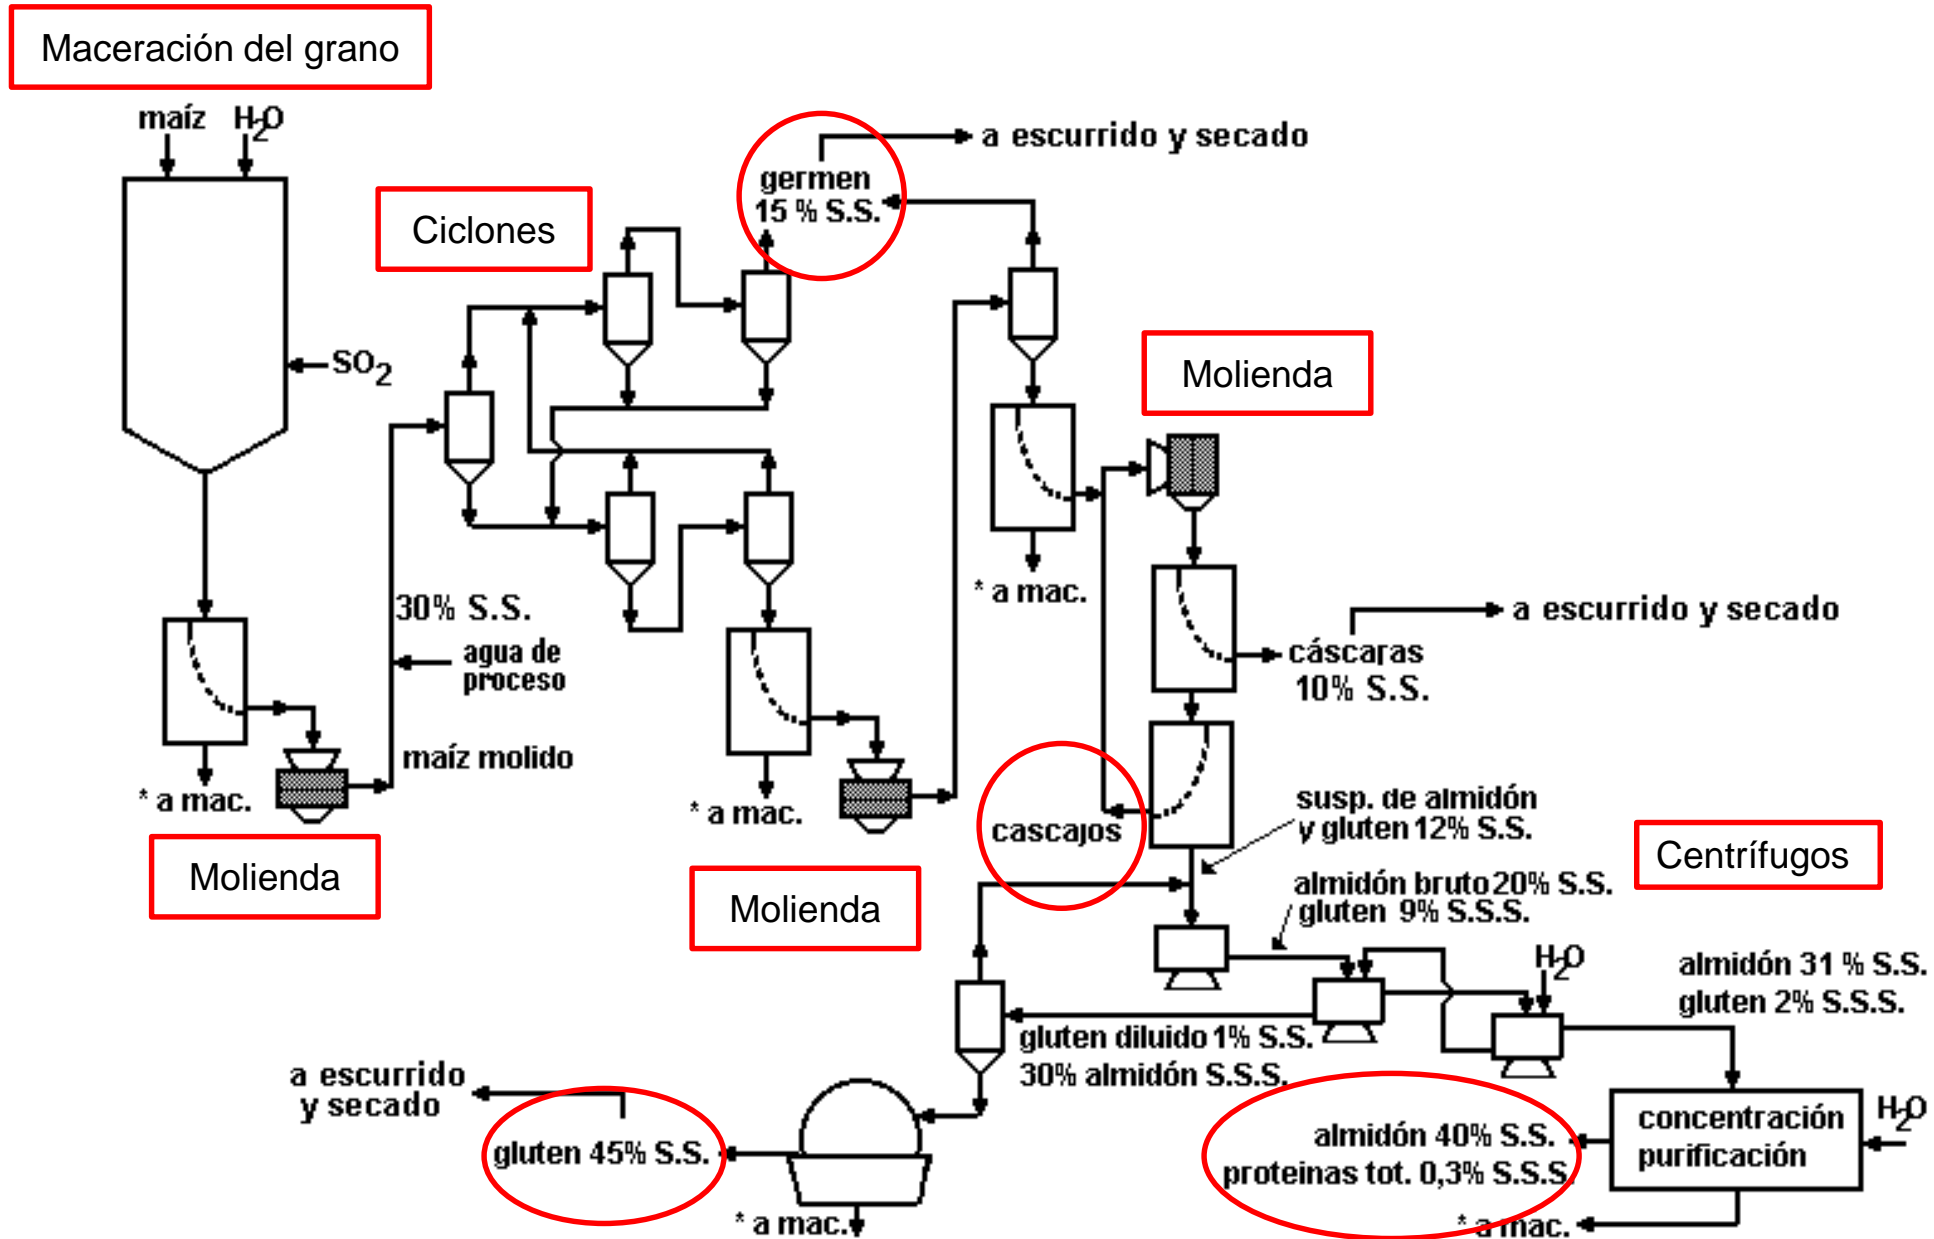 Maceración del grano
maíz
H2O
germen
15 % S.S.
a escurrido y secado
Ciclones
SO2
Molienda
30% S.S.
agua de
proceso
maíz molido
* a mac.
Molienda
* a mac.
Molienda
* a mac.
a escurrido y secado
cáscaras
10% S.S.
cascajos
susp. de almidón
y gluten 12% S.S.
almidón bruto 20% S.S.
gluten 9% S.S.S.
Centrífugos
H2O
almidón 31 % S.S.
gluten 2% S.S.S.
gluten diluido 1% S.S.
30% almidón S.S.S.
a escurrido
y secado
gluten 45% S.S.
* a mac.
almidón 40% S.S.
proteinas tot. 0,3% S.S.S.
concentración
purificación
H2O
* a mac.